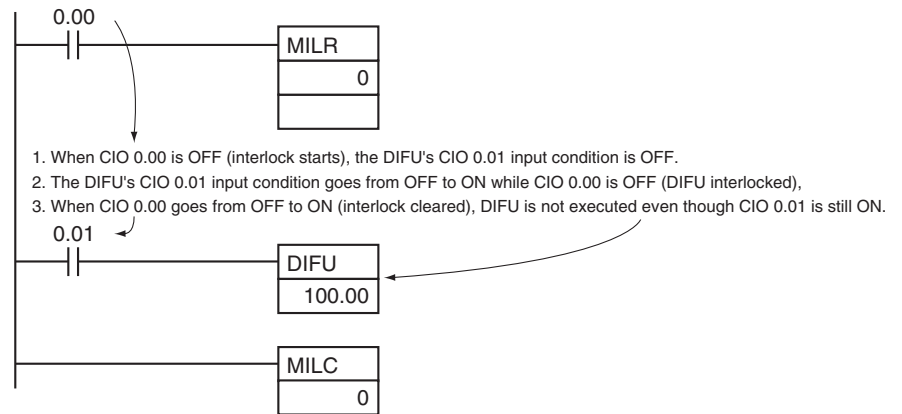 0.00
MILR
0
1. When CIO 0.00 is OFF (interlock starts), the DIFU's CIO 0.01 input condition is OFF.
2. The DIFU's CIO 0.01 input condition goes from OFF to ON while CIO 0.00 is OFF (DIFU interlocked),
3. When CIO 0.00 goes from OFF to ON (interlock cleared), DIFU is not executed even though CIO 0.01 is still ON.
0.01
DIFU
100.00
MILC
0